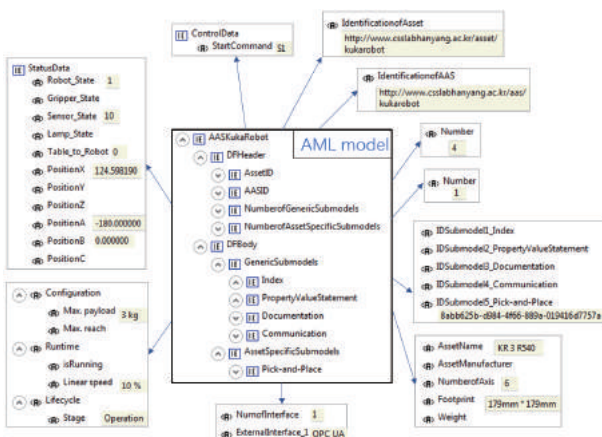 ControlData
StartCommand S1
IdentificationofAsset
http://www.csslabhanyang.ac.kr/asset/
kukarobot
IdentificationofAAS
http://www.csslabhanyang.ac.kr/aas/
kukarobot
StatusData
Robot_State 1
Gripper_State
Sensor_State 10
Lamp_State
Table_to_Robot 0
PositionX 124.598190
PositionY
PositionZ
PositionA -180.000000
PositionB 0.000000
PositionC
AML model
AASKukaRobot
DFHeader
AssetID
AASID
NumberofGenericSubmodels
NumberofAssetSpecificSubmodels
DFBody
GenericSubmodels
Index
PropertyValueStatement
Documentation
Communication
AssetSpecificSubmodels
Pick-and-Place
Number
4
Number
1
IDSubmodel1_Index
IDSubmodel2_PropertyValueStatement
IDSubmodel3_Documentation
IDSubmodel4_Communication
IDSubmodel5_Pick-and-Place
8abb625b-d984-4f66-889a-019416d7757a
Configuration
Max. payload 3 kg
Max. reach
Runtime
isRunning
Linear speed 10 %
Lifecycle
Stage Operation
AssetName KR 3 R540
AssetManufacturer
NumberofAxis 6
Footprint 179mm * 179mm
Weight
NumofInterface 1
ExternalInterface_1 OPC UA